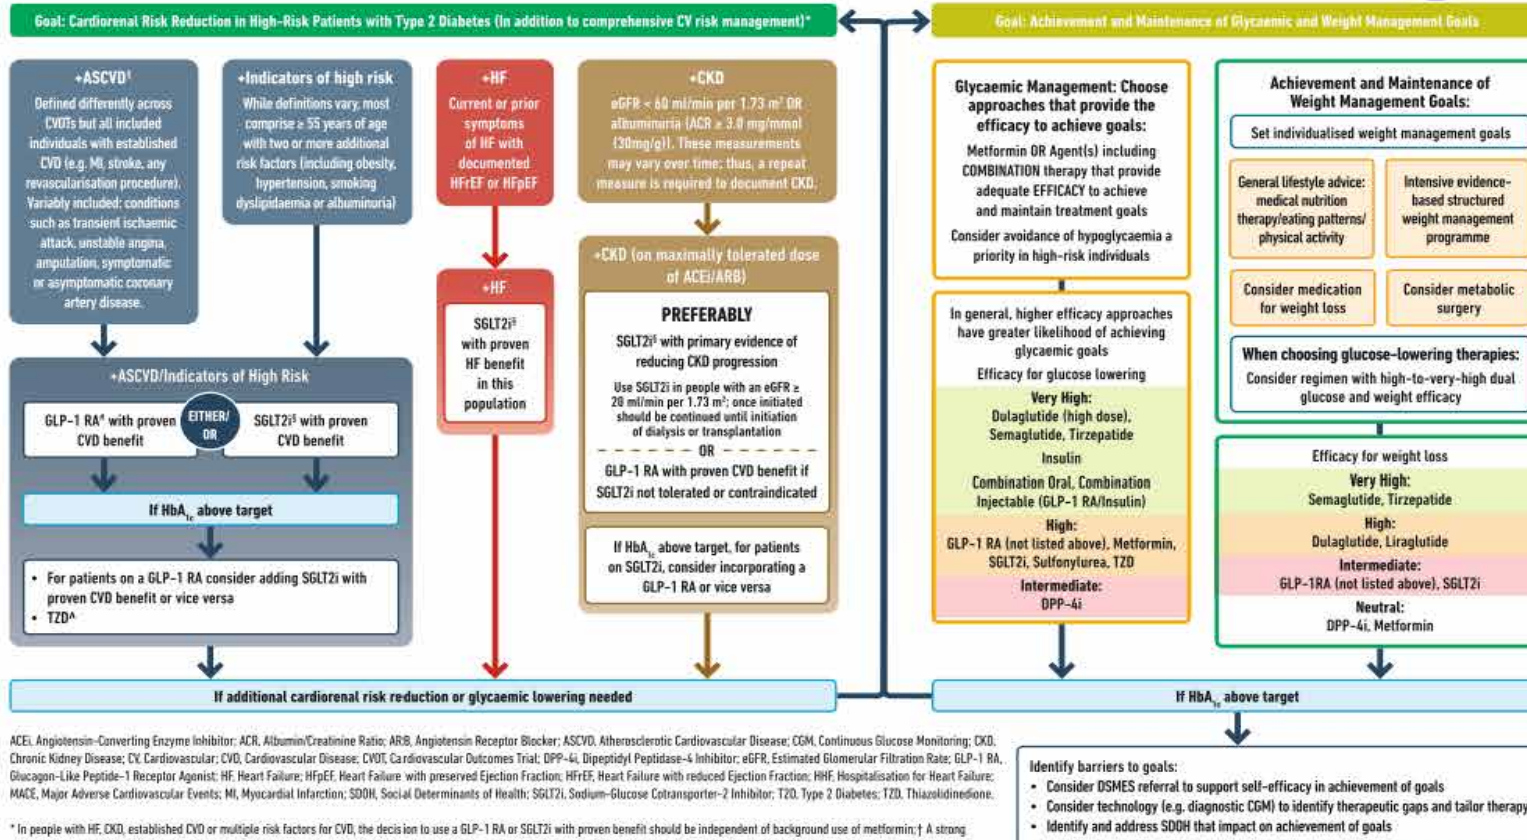 Goal: Cardiorenal Risk Reduction in High-Risk Patients with Type 2 Diabetes (In addition to comprehensive CV risk management)*
Goal: Achievement and Maintenance of Glycaemic and Weight Management Goals
+ASCVD‡
Defined differently across
CVOTs but all included
individuals with established
CVD (e.g. MI, stroke, any
revascularisation procedure).
Variably included: conditions
such as transient ischaemic
attack, unstable angina,
amputation, symptomatic
or asymptomatic coronary
artery disease.
+Indicators of high risk
While definitions vary, most
comprise ≥ 55 years of age
with two or more additional
risk factors (including obesity,
hypertension, smoking
dyslipidaemia or albuminuria)
+HF
Current or prior
symptoms
of HF with
documented
HFrEF or HFpEF
+CKD
eGFR < 60 ml/min per 1.73 m² OR
albuminuria (ACR ≥ 3.0 mg/mmol
(30mg/g)). These measurements
may vary over time; thus, a repeat
measure is required to document CKD.
+ASCVD/Indicators of High Risk
GLP-1 RA# with proven
CVD benefit
EITHER/
OR
SGLT2i§ with proven
CVD benefit
If HbA1c above target
• For patients on a GLP-1 RA consider adding SGLT2i with
proven CVD benefit or vice versa
• TZD^
+HF
SGLT2i§
with proven
HF benefit
in this
population
+CKD (on maximally tolerated dose
of ACEi/ARB)
PREFERABLY
SGLT2i§ with primary evidence of
reducing CKD progression
Use SGLT2i in people with an eGFR ≥
20 ml/min per 1.73 m²; once initiated
should be continued until initiation
of dialysis or transplantation
OR
GLP-1 RA with proven CVD benefit if
SGLT2i not tolerated or contraindicated
If HbA1c above target, for patients
on SGLT2i, consider incorporating a
GLP-1 RA or vice versa
If additional cardiorenal risk reduction or glycaemic lowering needed
Glycaemic Management: Choose
approaches that provide the
efficacy to achieve goals:
Metformin OR Agent(s) including
COMBINATION therapy that provide
adequate EFFICACY to achieve
and maintain treatment goals
Consider avoidance of hypoglycaemia a
priority in high-risk individuals
In general, higher efficacy approaches
have greater likelihood of achieving
glycaemic goals
Efficacy for glucose lowering
Very High:
Dulaglutide (high dose),
Semaglutide, Tirzepatide
Insulin
Combination Oral, Combination
Injectable (GLP-1 RA/Insulin)
High:
GLP-1 RA (not listed above), Metformin,
SGLT2i, Sulfonylurea, TZD
Intermediate:
DPP-4i
Achievement and Maintenance of
Weight Management Goals:
Set individualised weight management goals
General lifestyle advice:
medical nutrition
therapy/eating patterns/
physical activity
Intensive evidence-
based structured
weight management
programme
Consider medication
for weight loss
Consider metabolic
surgery
When choosing glucose-lowering therapies:
Consider regimen with high-to-very-high dual
glucose and weight efficacy
Efficacy for weight loss
Very High:
Semaglutide, Tirzepatide
High:
Dulaglutide, Liraglutide
Intermediate:
GLP-1RA (not listed above), SGLT2i
Neutral:
DPP-4i, Metformin
If HbA1c above target
Identify barriers to goals:
• Consider DSMES referral to support self-efficacy in achievement of goals
• Consider technology (e.g. diagnostic CGM) to identify therapeutic gaps and tailor therapy
• Identify and address SDOH that impact on achievement of goals
ACEi, Angiotensin-Converting Enzyme Inhibitor; ACR, Albumin/Creatinine Ratio; ARB, Angiotensin Receptor Blocker; ASCVD, Atherosclerotic Cardiovascular Disease; CGM, Continuous Glucose Monitoring; CKD,
Chronic Kidney Disease; CV, Cardiovascular; CVD, Cardiovascular Disease; CVOT, Cardiovascular Outcomes Trial; DPP-4i, Dipeptidyl Peptidase-4 Inhibitor; eGFR, Estimated Glomerular Filtration Rate; GLP-1 RA,
Glucagon-Like Peptide-1 Receptor Agonist; HF, Heart Failure; HFpEF, Heart Failure with preserved Ejection Fraction; HFrEF, Heart Failure with reduced Ejection Fraction; HHF, Hospitalisation for Heart Failure;
MACE, Major Adverse Cardiovascular Events; MI, Myocardial Infarction; SDOH, Social Determinants of Health; SGLT2i, Sodium-Glucose Cotransporter-2 Inhibitor; T2D, Type 2 Diabetes; TZD, Thiazolidinedione.
* In people with HF, CKD, established CVD or multiple risk factors for CVD, the decision to use a GLP-1 RA or SGLT2i with proven benefit should be independent of background use of metformin; † A strong